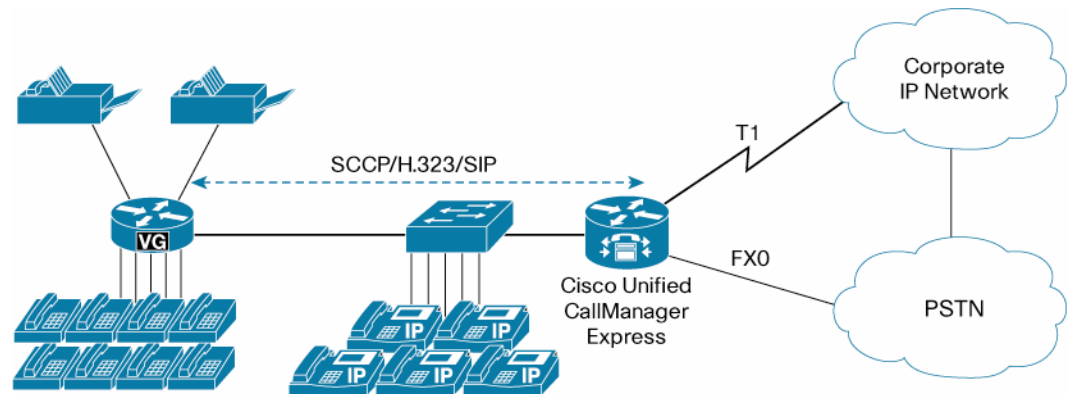 Corporate
IP Network
T1
SCCP/H.323/SIP
VG
FX0
Cisco Unified
CallManager
Express
PSTN
IP
IP
IP
IP
IP